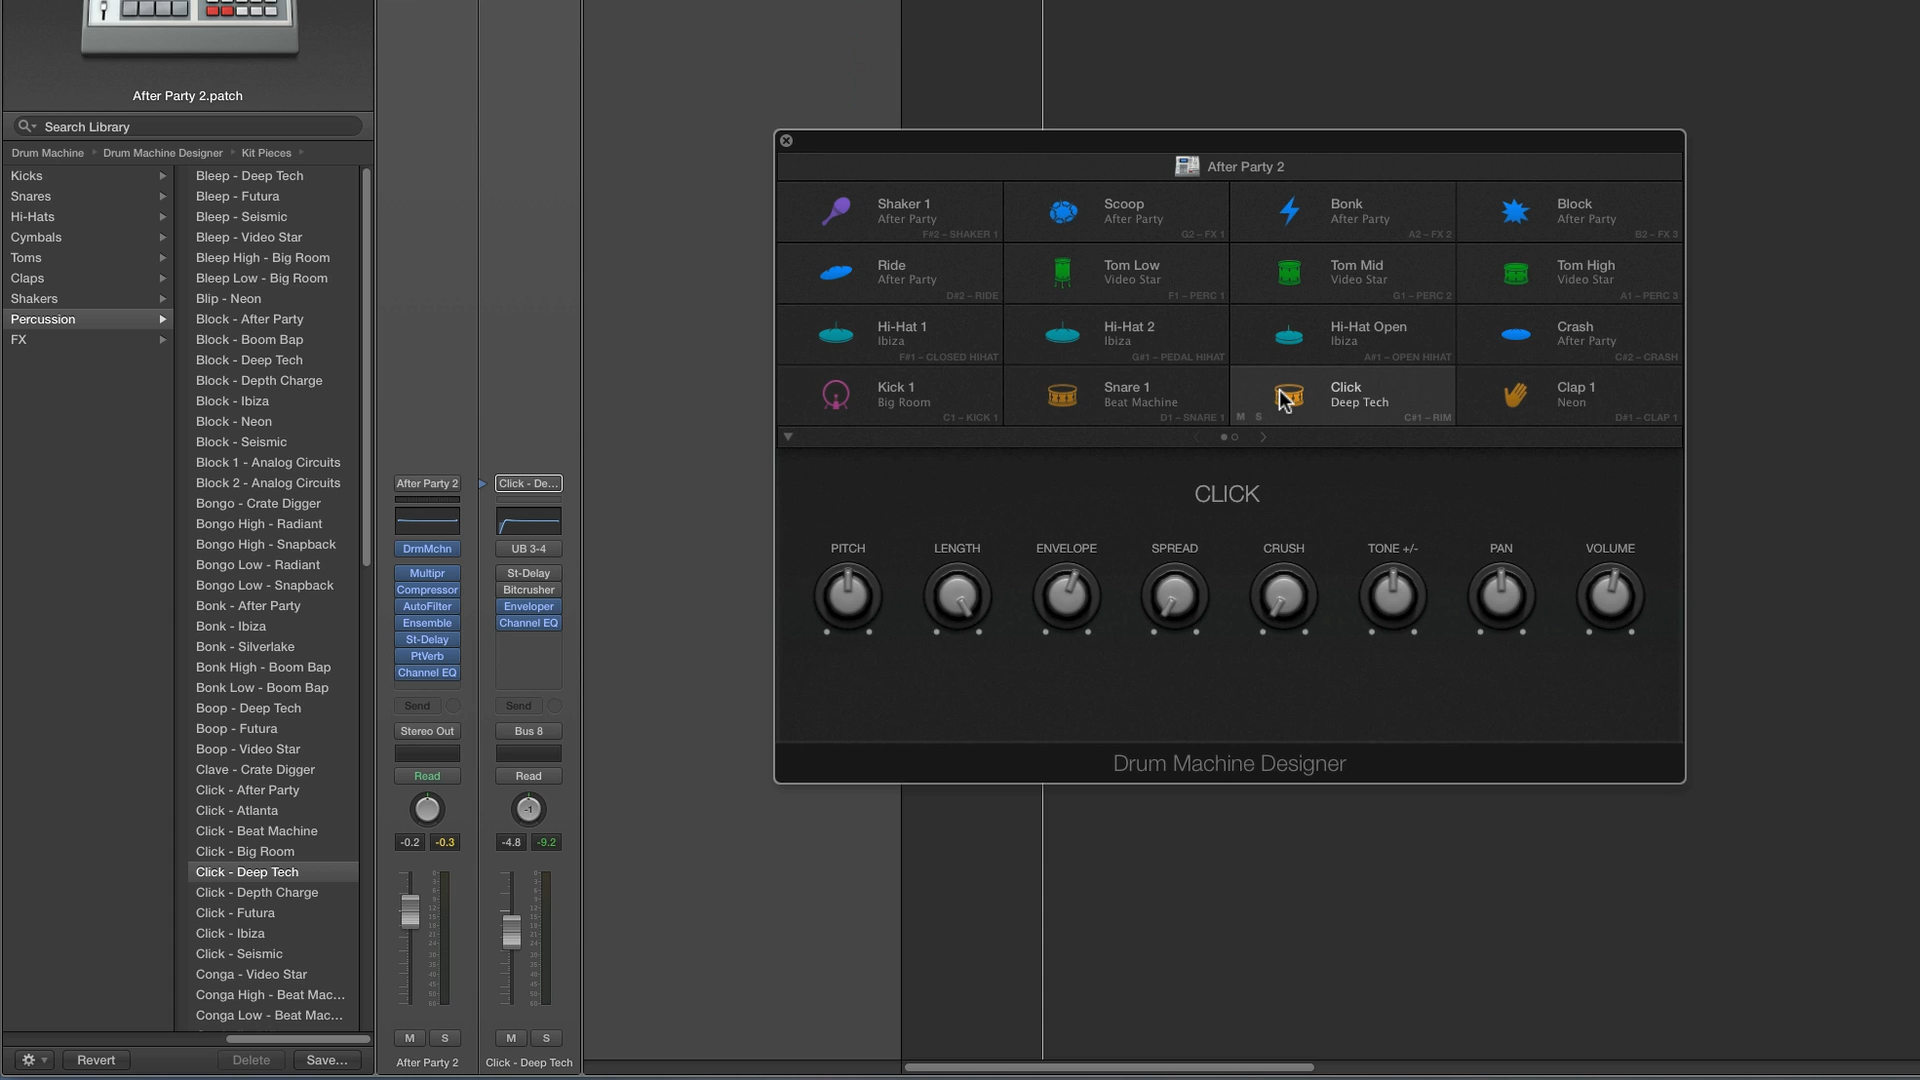 After Party 2.patch
Search Library
Drum Machine
Drum Machine Designer
Kit Pieces
Kicks
Snares
Hi-Hats
Cymbals
Toms
Claps
Shakers
Percussion
FX
Bleep - Deep Tech
Bleep - Futura
Bleep - Seismic
Bleep - Video Star
Bleep High - Big Room
Bleep Low - Big Room
Blip - Neon
Block - After Party
Block - Boom Bap
Block - Deep Tech
Block - Depth Charge
Block - Ibiza
Block - Neon
Block - Seismic
Block 1 - Analog Circuits
Block 2 - Analog Circuits
Bongo - Crate Digger
Bongo High - Radiant
Bongo High - Snapback
Bongo Low - Radiant
Bongo Low - Snapback
Bonk - After Party
Bonk - Ibiza
Bonk - Silverlake
Bonk High - Boom Bap
Bonk Low - Boom Bap
Boop - Deep Tech
Boop - Futura
Boop - Video Star
Clave - Crate Digger
Click - After Party
Click - Atlanta
Click - Beat Machine
Click - Big Room
Click - Deep Tech
Click - Depth Charge
Click - Futura
Click - Ibiza
Click - Seismic
Conga - Video Star
Conga High - Beat Mac...
Conga Low - Beat Mac...
Revert
Delete
Save...
After Party 2
DrmMchn
Multipr
Compressor
AutoFilter
Ensemble
St-Delay
PtVerb
Channel EQ
Send
Stereo Out
Read
-0.2
-0.3
M
S
After Party 2
Click - De...
UB 3-4
St-Delay
Bitcrusher
Enveloper
Channel EQ
Send
Bus 8
Read
-1
-4.8
-9.2
M
S
Click - Deep Tech
After Party 2
Shaker 1
After Party
F#2 – SHAKER 1
Scoop
After Party
G2 – FX 1
Bonk
After Party
A2 – FX 2
Block
After Party
B2 – FX 3
Ride
After Party
D#2 – RIDE
Tom Low
Video Star
F1 – PERC 1
Tom Mid
Video Star
G1 – PERC 2
Tom High
Video Star
A1 – PERC 3
Hi-Hat 1
Ibiza
F#1 – CLOSED HIHAT
Hi-Hat 2
Ibiza
G#1 – PEDAL HIHAT
Hi-Hat Open
Ibiza
A#1 – OPEN HIHAT
Crash
After Party
C#2 – CRASH
Kick 1
Big Room
C1 – KICK 1
Snare 1
Beat Machine
D1 – SNARE 1
Click
Deep Tech
M S
C#1 – RIM
Clap 1
Neon
D#1 – CLAP 1
CLICK
PITCH
LENGTH
ENVELOPE
SPREAD
CRUSH
TONE +/-
PAN
VOLUME
Drum Machine Designer